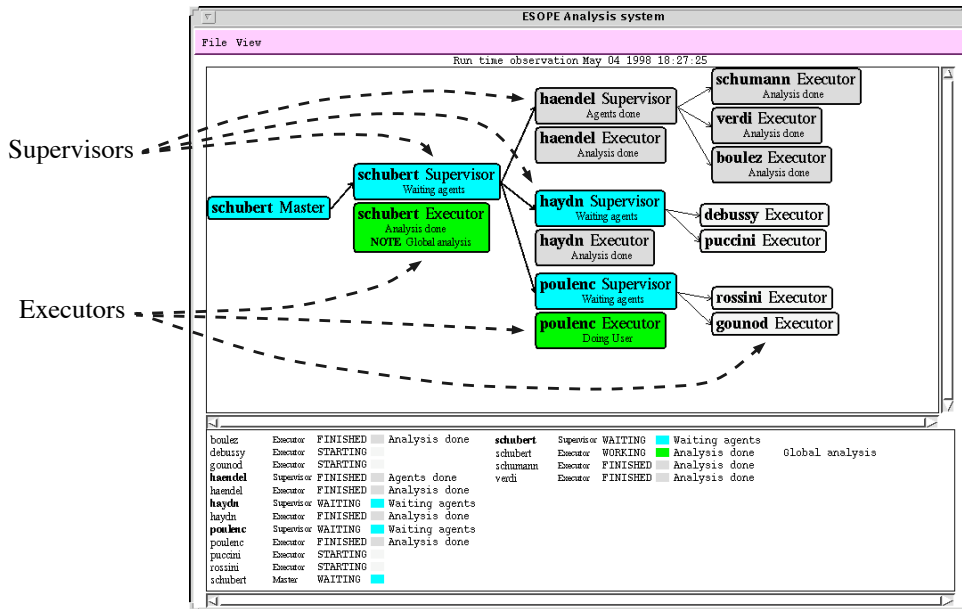 ESOPE Analysis system
File View
Run time observation May 04 1998 18:27:25
Supervisors
Executors
schubert Master
schubert Supervisor
Waiting agents
schubert Executor
Analysis done
NOTE Global analysis
haendel Supervisor
Agents done
haendel Executor
Analysis done
haydn Supervisor
Waiting agents
haydn Executor
Analysis done
poulenc Supervisor
Waiting agents
poulenc Executor
Doing User
schumann Executor
Analysis done
verdi Executor
Analysis done
boulez Executor
Analysis done
debussy Executor
puccini Executor
rossini Executor
gounod Executor
boulez Executor FINISHED Analysis done
debussy Executor STARTING
gounod Executor STARTING
haendel Supervisor FINISHED Agents done
haendel Executor FINISHED Analysis done
haydn Supervisor WAITING Waiting agents
haydn Executor FINISHED Analysis done
poulenc Supervisor WAITING Waiting agents
poulenc Executor FINISHED Analysis done
puccini Executor STARTING
rossini Executor STARTING
schubert Master WAITING
schubert Supervisor WAITING Waiting agents
schubert Executor WORKING Analysis done Global analysis
schumann Executor FINISHED Analysis done
verdi Executor FINISHED Analysis done